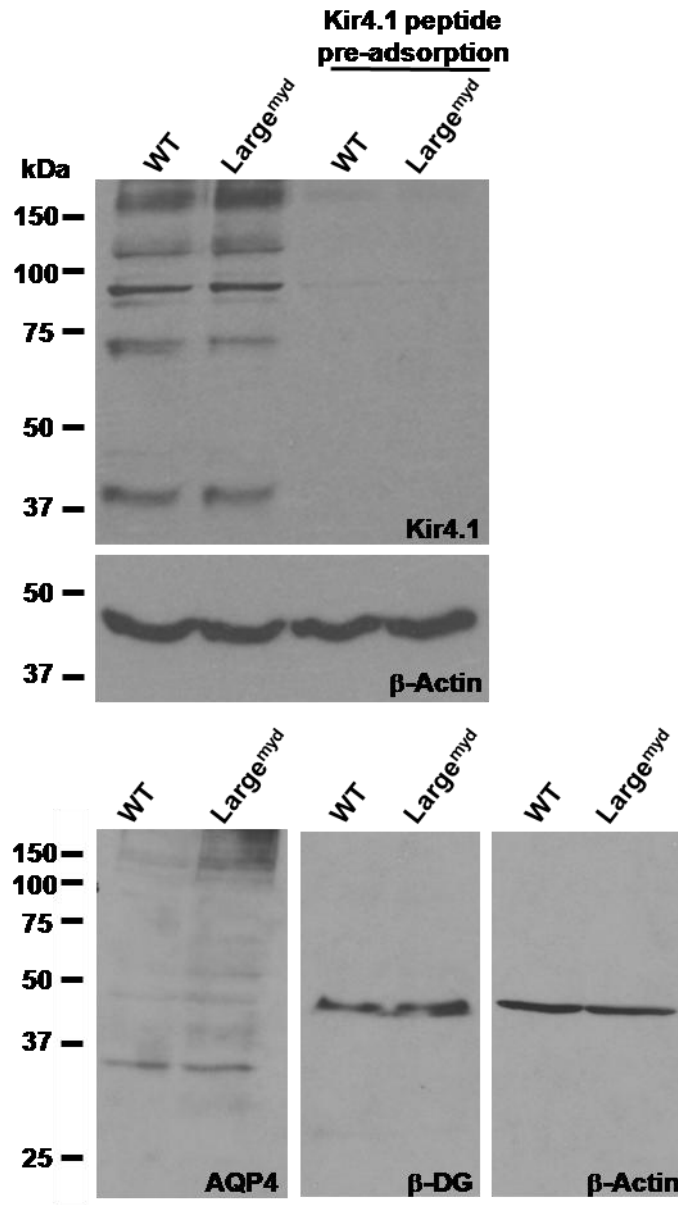 Kir4.1 peptide
pre-adsorption
WT Largemyd WT Largemyd
kDa
150
100
75
50
37
Kir4.1
50
37
β-Actin
WT Largemyd WT Largemyd WT Largemyd
150
100
75
50
37
25
AQP4 β-DG β-Actin